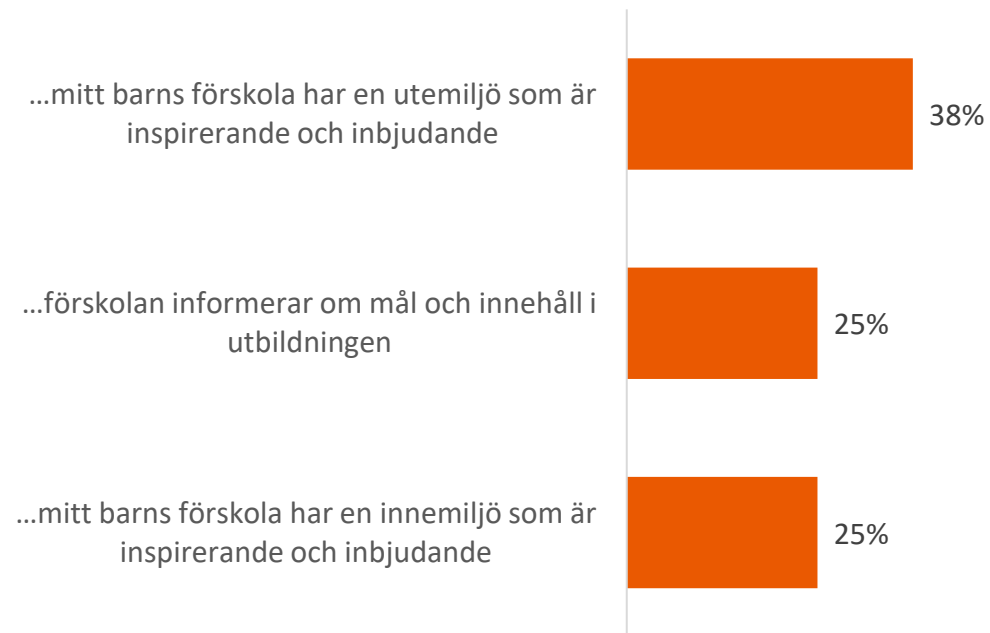 …mitt barns förskola har en utemiljö som är
inspirerande och inbjudande
38%
…förskolan informerar om mål och innehåll i
utbildningen
25%
…mitt barns förskola har en innemiljö som är
inspirerande och inbjudande
25%